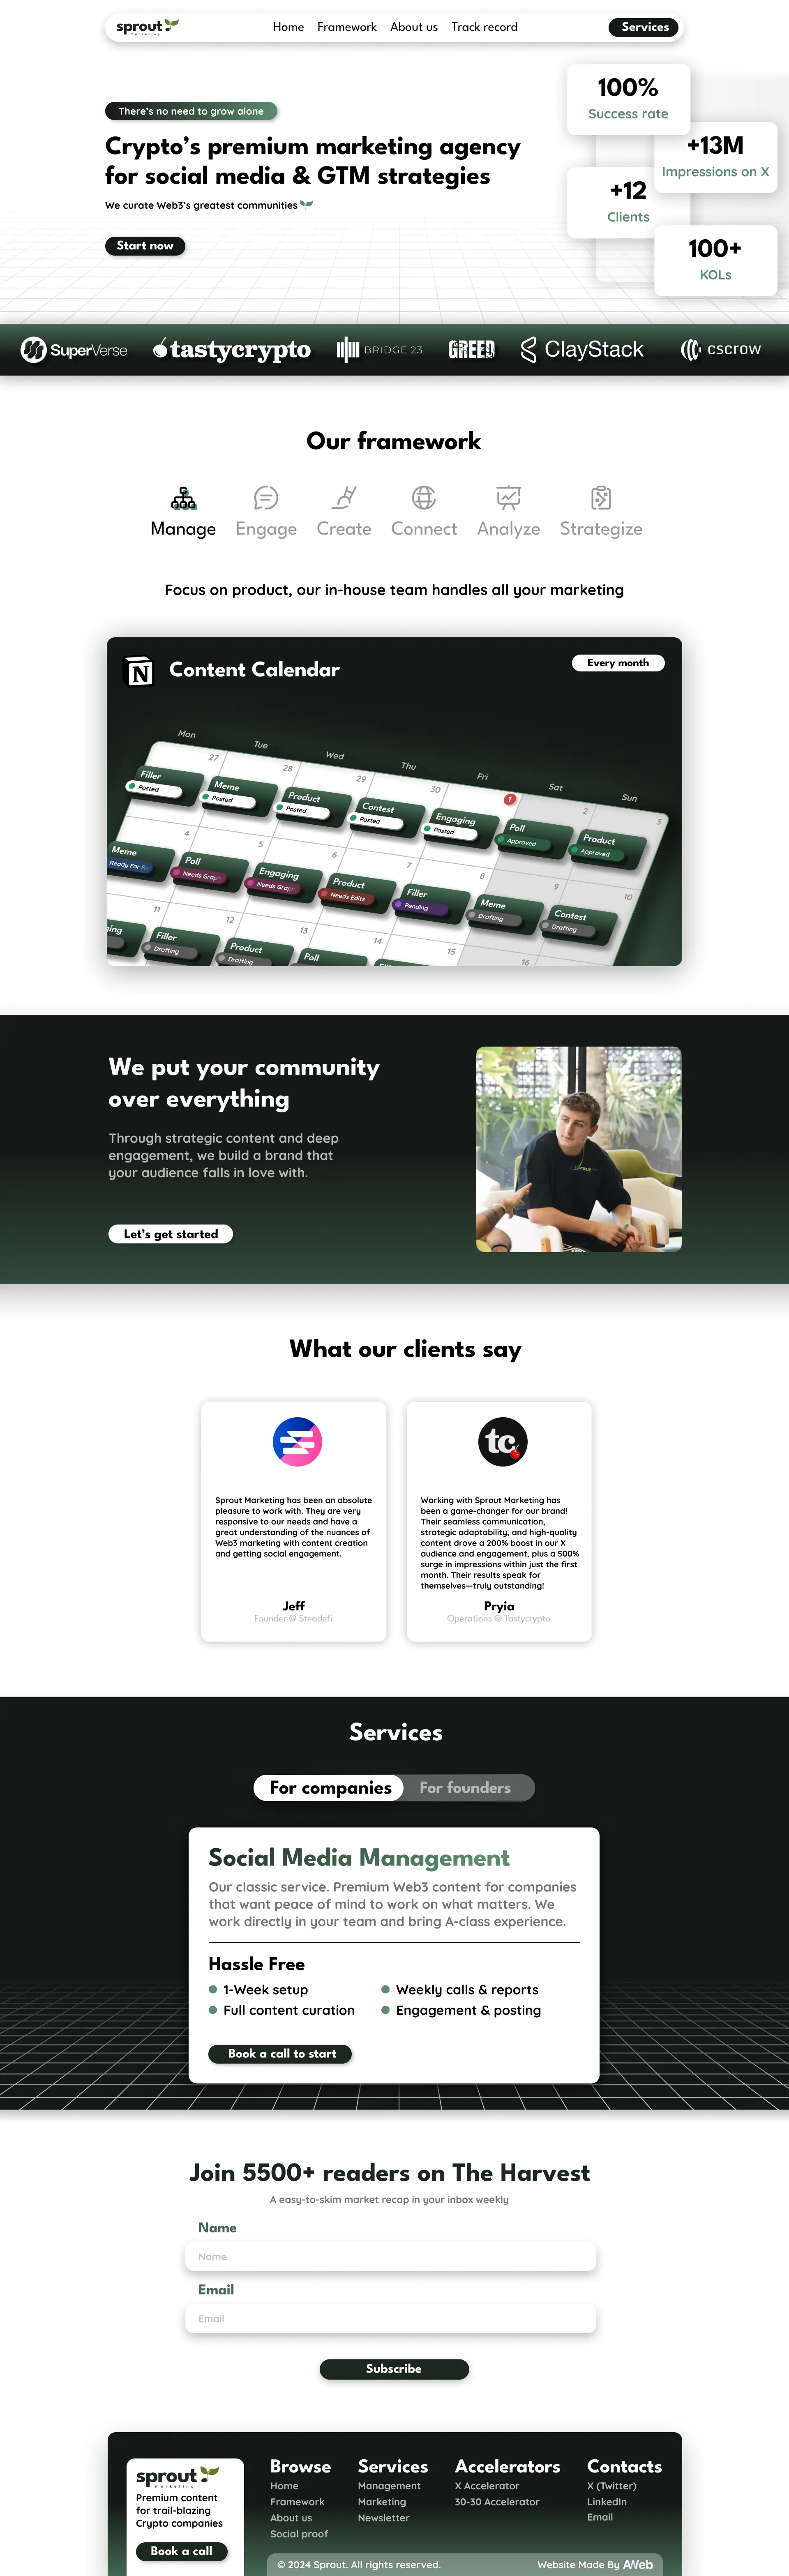 sprout
marketing
Home Framework About us Track record
Services
There's no need to grow alone
Crypto's premium marketing agency
for social media & GTM strategies
We curate Web3's greatest communities
Start now
100%
Success rate
+13M
Impressions on X
+12
Clients
100+
KOLs
SuperVerse
tastycrypto
BRIDGE 23
GREED
ClayStack
cscrow
Our framework
Manage Engage Create Connect Analyze Strategize
Focus on product, our in-house team handles all your marketing
N
Content Calendar
Every month
Mon
Tue
Wed
Thu
Fri
Sat
Sun
27
28
29
30
1
2
3
Filler
Posted
Meme
Posted
Product
Posted
Contest
Posted
Engaging
Posted
Poll
Approved
Product
Approved
4
5
6
7
8
9
10
Meme
Ready For
Poll
Needs Grap
Engaging
Needs Grap
Product
Needs Edits
Filler
Pending
Meme
Drafting
Contest
Drafting
11
12
13
14
15
16
ging
Filler
Drafting
Product
Drafting
Poll
We put your community
over everything
Through strategic content and deep
engagement, we build a brand that
your audience falls in love with.
Let's get started
sprout
What our clients say
Sprout Marketing has been an absolute
pleasure to work with. They are very
responsive to our needs and have a
great understanding of the nuances of
Web3 marketing with content creation
and getting social engagement.
Jeff
Founder @ Steadefi
tc
Working with Sprout Marketing has
been a game-changer for our brand!
Their seamless communication,
strategic adaptability, and high-quality
content drove a 200% boost in our X
audience and engagement, plus a 500%
surge in impressions within just the first
month. Their results speak for
themselves—truly outstanding!
Pryia
Operations @ Tastycrypto
Services
For companies For founders
Social Media Management
Our classic service. Premium Web3 content for companies
that want peace of mind to work on what matters. We
work directly in your team and bring A-class experience.
Hassle Free
1-Week setup
Weekly calls & reports
Full content curation
Engagement & posting
Book a call to start
Join 5500+ readers on The Harvest
A easy-to-skim market recap in your inbox weekly
Name
Name
Email
Email
Subscribe
sprout
marketing
Premium content
for trail-blazing
Crypto companies
Book a call
Browse
Home
Framework
About us
Social proof
Services
Management
Marketing
Newsletter
Accelerators
X Accelerator
30-30 Accelerator
Contacts
X (Twitter)
LinkedIn
Email
© 2024 Sprout. All rights reserved.
Website Made By AWeb